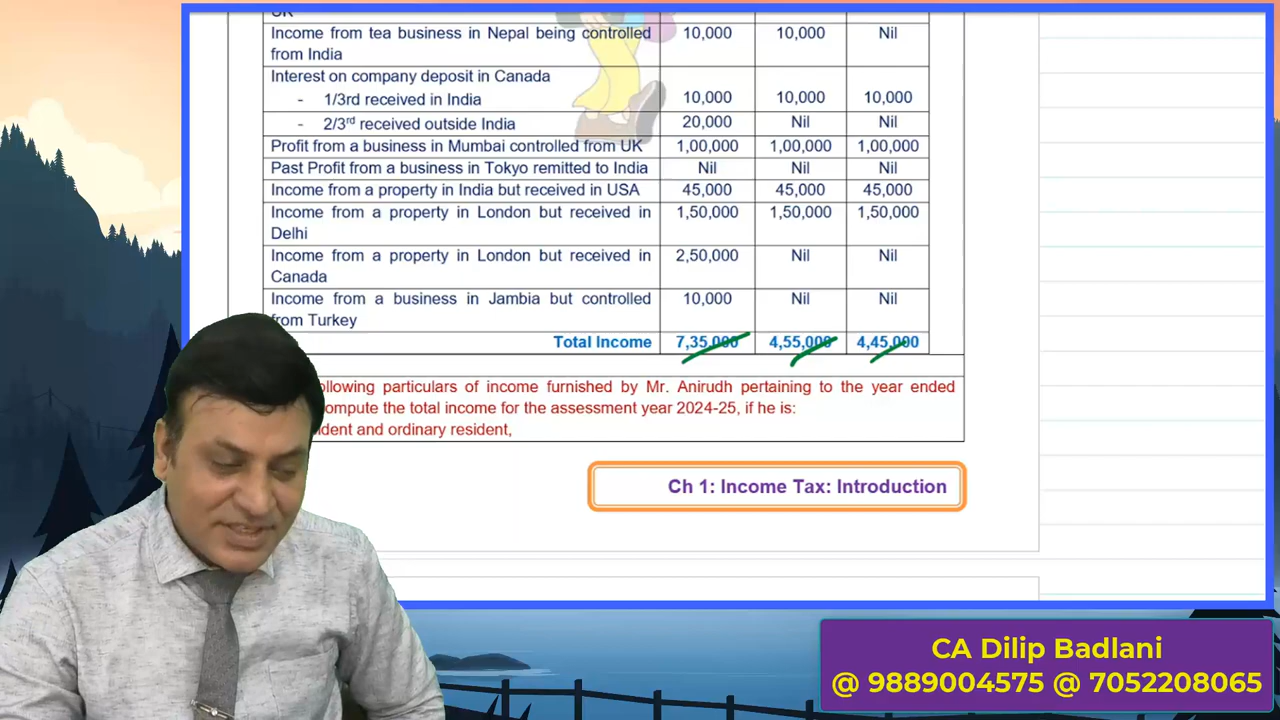 UK
Income from tea business in Nepal being controlled 10,000 10,000 Nil
from India
Interest on company deposit in Canada
- 1/3rd received in India 10,000 10,000 10,000
- 2/3rd received outside India 20,000 Nil Nil
Profit from a business in Mumbai controlled from UK 1,00,000 1,00,000 1,00,000
Past Profit from a business in Tokyo remitted to India Nil Nil Nil
Income from a property in India but received in USA 45,000 45,000 45,000
Income from a property in London but received in 1,50,000 1,50,000 1,50,000
Delhi
Income from a property in London but received in 2,50,000 Nil Nil
Canada
Income from a business in Jambia but controlled 10,000 Nil Nil
from Turkey
Total Income 7,35,000 4,55,000 4,45,000
ollowing particulars of income furnished by Mr. Anirudh pertaining to the year ended
ompute the total income for the assessment year 2024-25, if he is:
ident and ordinary resident,
Ch 1: Income Tax: Introduction
CA Dilip Badlani
@ 9889004575 @ 7052208065